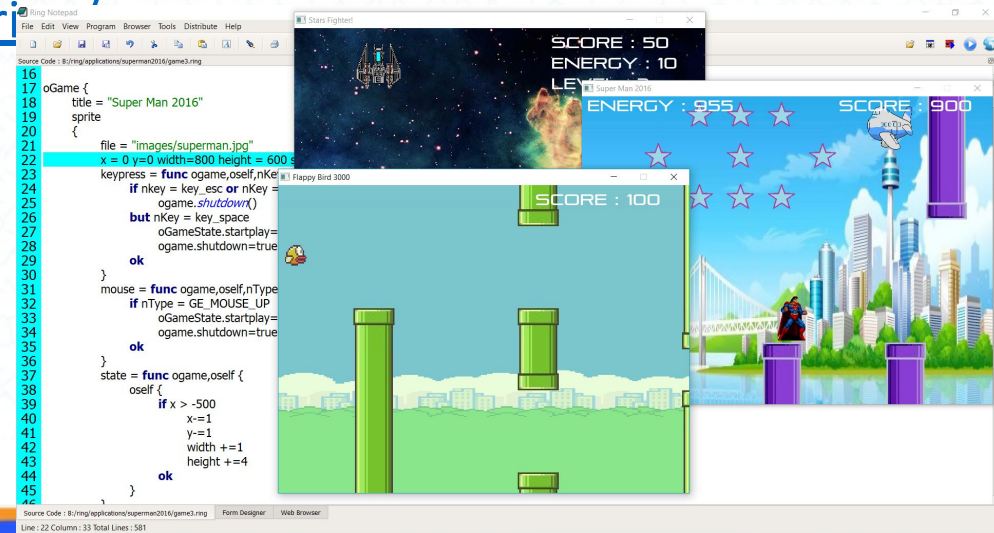 Ring Notepad
File Edit View Program Browser Tools Distribute Help
Source Code : B:/ring/applications/superman2016/game3.ring
16
17 oGame {
18 title = "Super Man 2016"
19 sprite
20 {
21 file = "images/superman.jpg"
22 x = 0 y=0 width=800 height = 600
23 keypress = func ogame,oself,nKe
24 if nkey = key_esc or nKey =
25 ogame.shutdown()
26 but nKey = key_space
27 oGameState.startplay=
28 ogame.shutdown=true
29 ok
30 }
31 mouse = func ogame,oself,nType
32 if nType = GE_MOUSE_UP
33 oGameState.startplay=
34 ogame.shutdown=true
35 ok
36 }
37 state = func ogame,oself {
38 oself {
39 if x > -500
40 x-=1
41 y-=1
42 width +=1
43 height +=4
44 ok
45 }
Source Code : B:/ring/applications/superman2016/game3.ring Form Designer Web Browser
Line : 22 Column : 33 Total Lines : 581
Stars Fighter!
SCORE : 50
ENERGY : 10
Super Man 2016
ENERGY : 955 SCORE : 900
Flappy Bird 3000
SCORE : 100